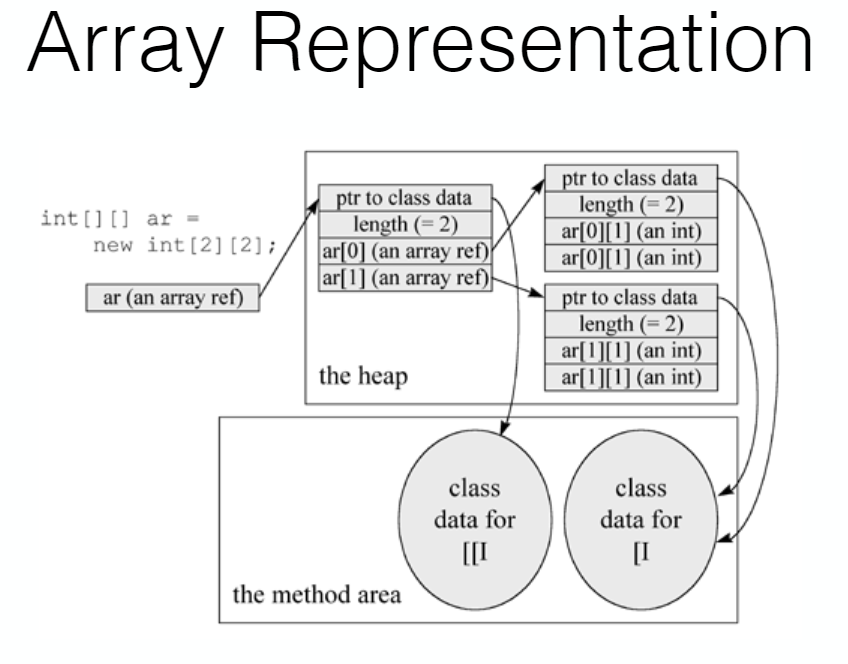 Array Representation
int[][] ar =
new int[2][2];
ar (an array ref)
ptr to class data
length (= 2)
ar[0] (an array ref)
ar[1] (an array ref)
ptr to class data
length (= 2)
ar[0][1] (an int)
ar[0][1] (an int)
ptr to class data
length (= 2)
ar[1][1] (an int)
ar[1][1] (an int)
the heap
class
data for
[[I
class
data for
[I
the method area